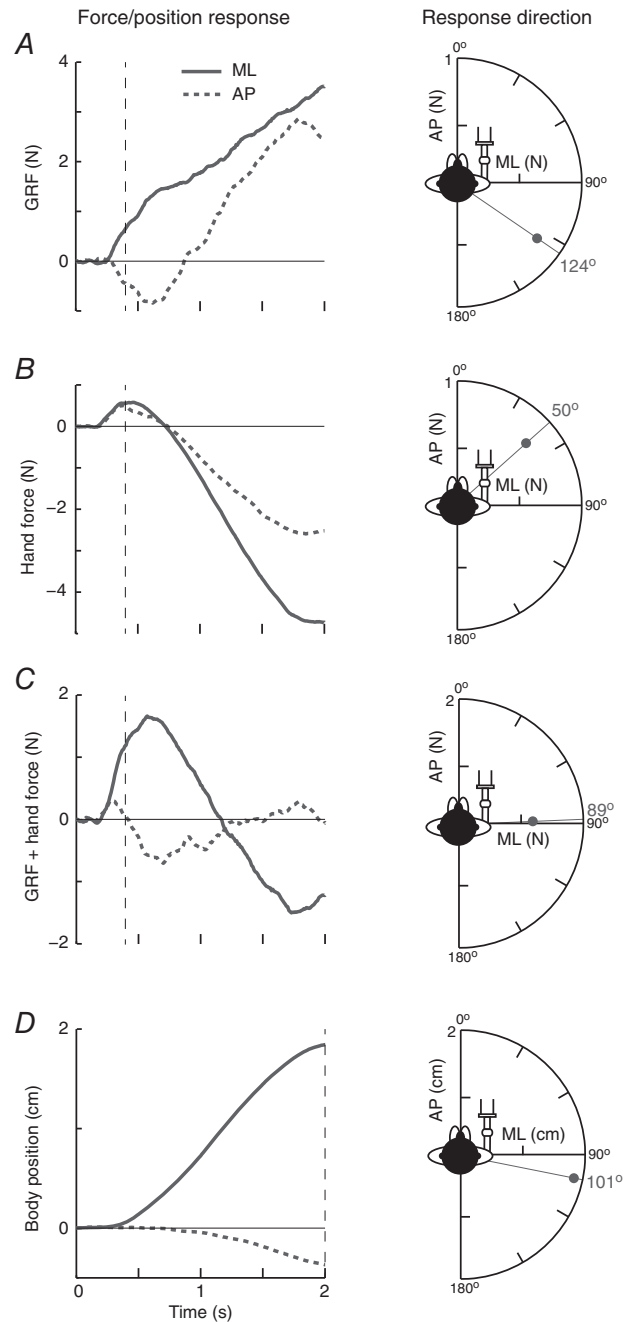 Force/position response
Response direction
A
4
2
0
GRF (N)
ML
AP
0º
1
AP (N)
ML (N)
90º
124º
180º
B
0
−2
−4
Hand force (N)
0º
1
AP (N)
50º
ML (N)
90º
180º
C
2
0
−2
GRF + hand force (N)
0º
2
AP (N)
89º
90º
ML (N)
180º
D
2
0
Body position (cm)
0
1
2
Time (s)
0º
2
AP (cm)
ML (cm)
90º
101º
180º